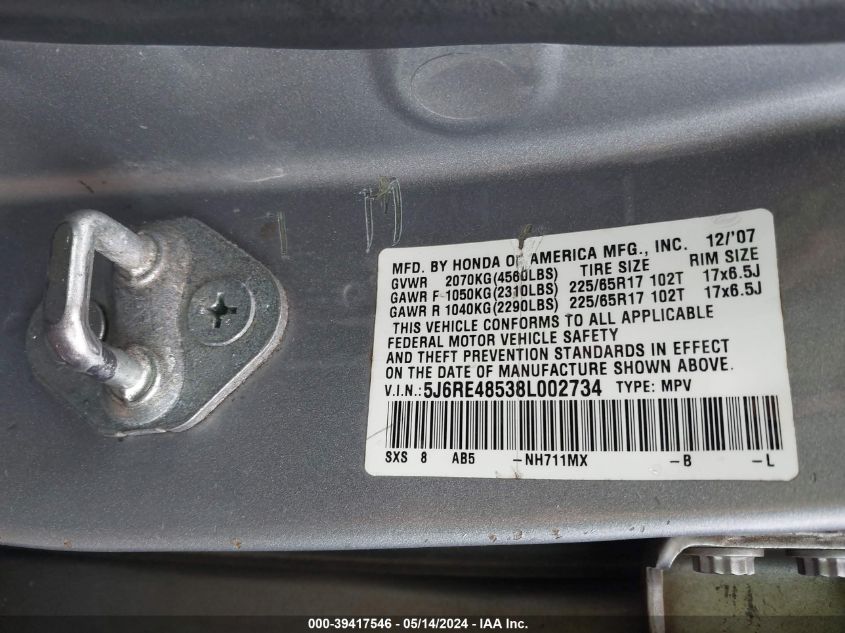 MFD. BY HONDA OF AMERICA MFG., INC. 12/'07
GVWR 2070KG(4560LBS) TIRE SIZE RIM SIZE
GAWR F 1050KG(2310LBS) 225/65R17 102T 17x6.5J
GAWR R 1040KG(2290LBS) 225/65R17 102T 17x6.5J
THIS VEHICLE CONFORMS TO ALL APPLICABLE
FEDERAL MOTOR VEHICLE SAFETY
AND THEFT PREVENTION STANDARDS IN EFFECT
ON THE DATE OF MANUFACTURE SHOWN ABOVE.
V.I.N.: 5J6RE48538L002734 TYPE: MPV
SXS 8 AB5 -NH711MX -B -L
000-39417546 - 05/14/2024 - IAA Inc.